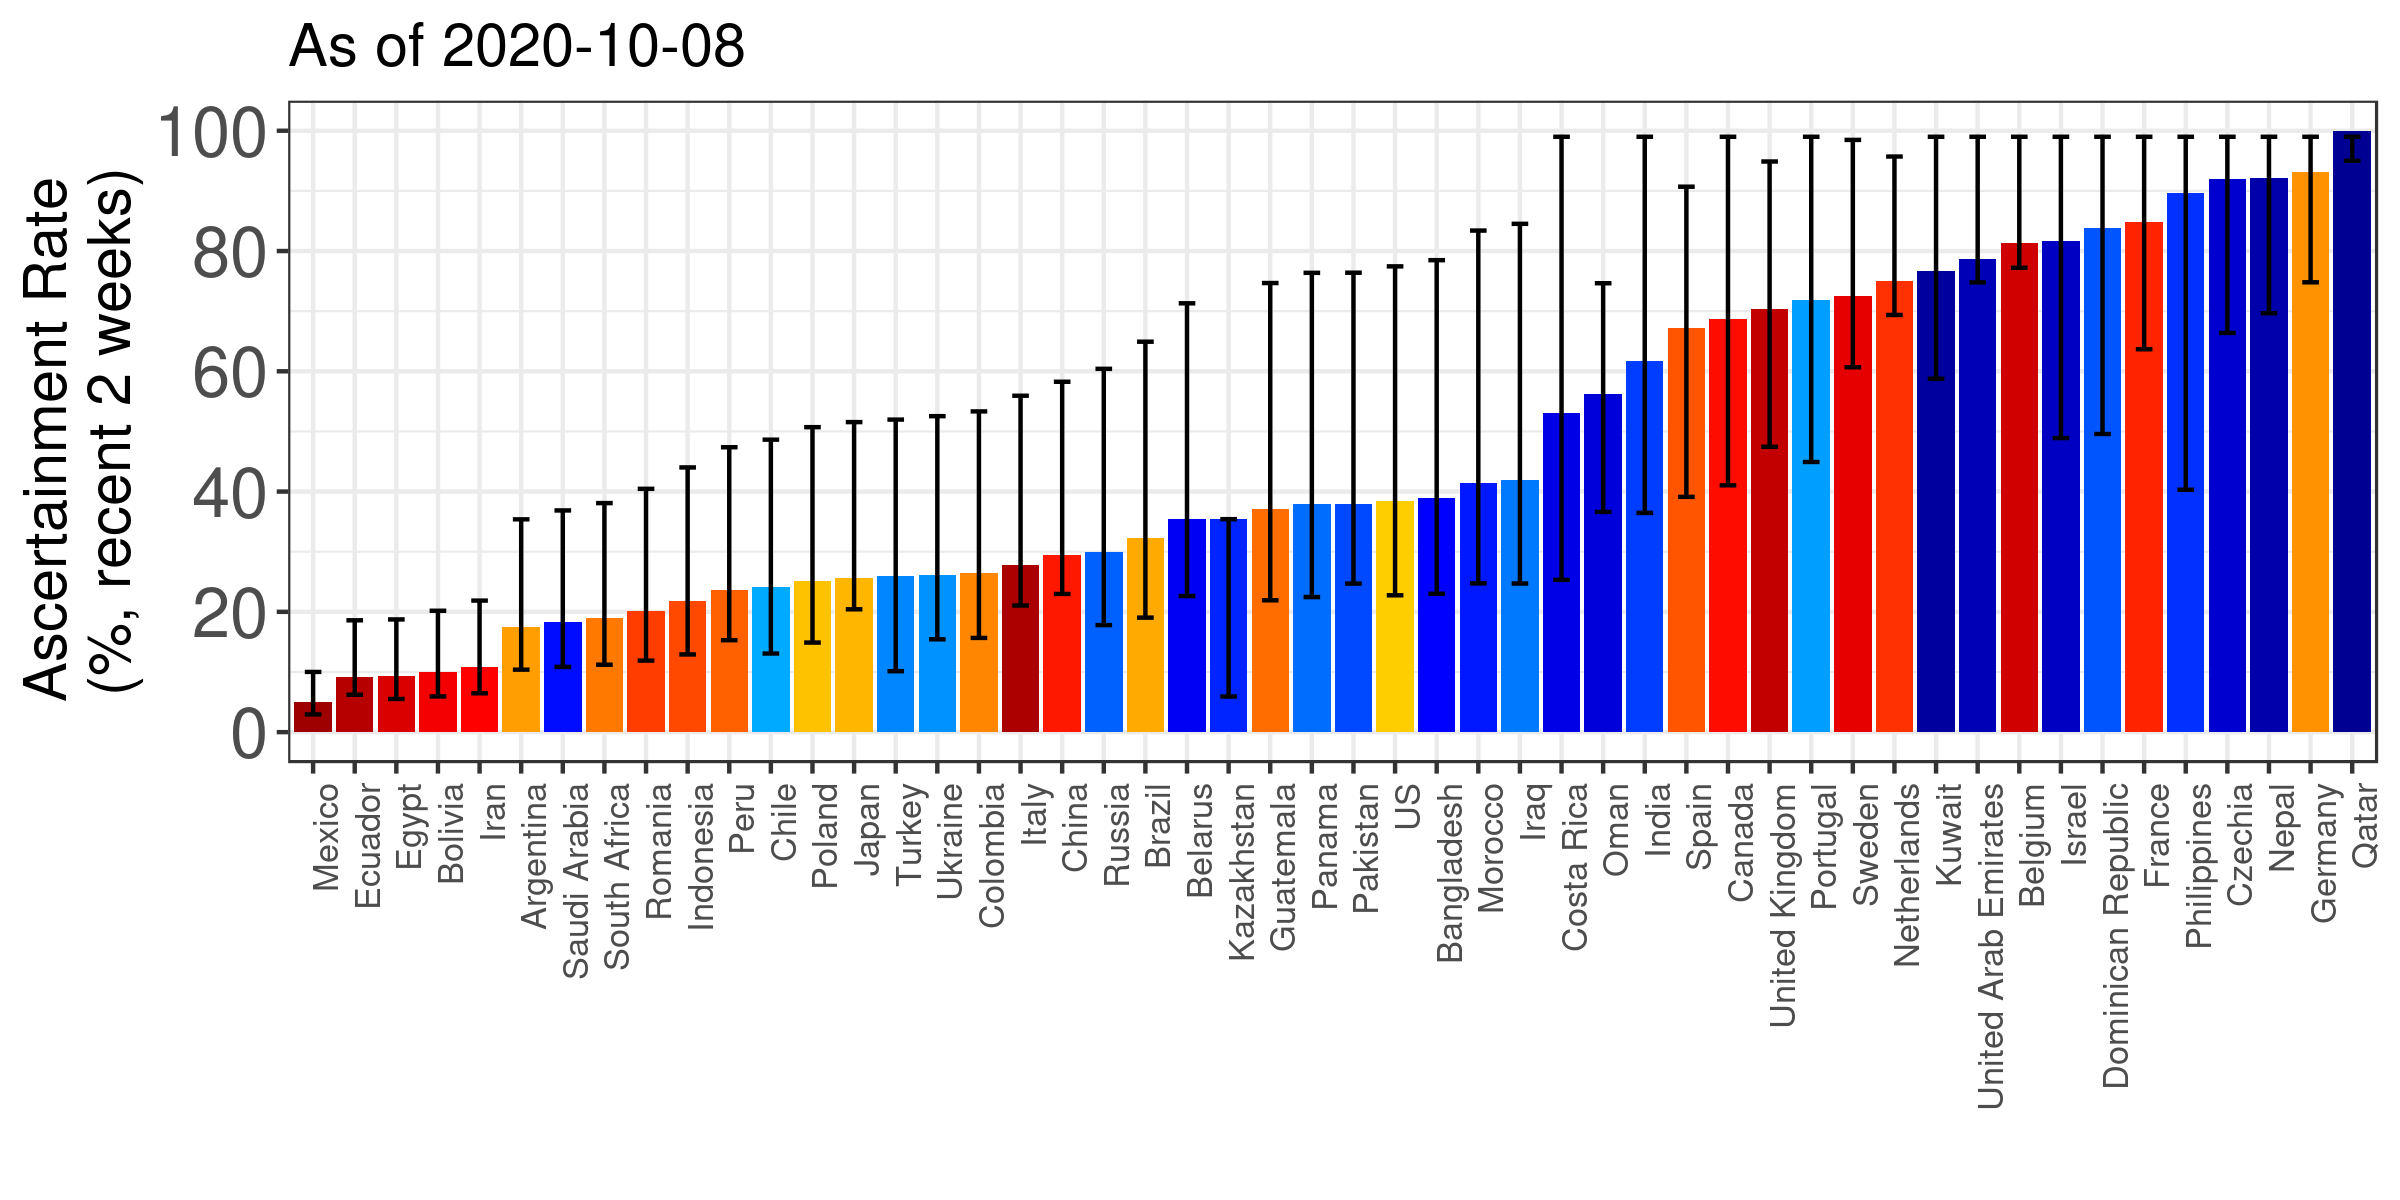 As of 2020-10-08
Ascertainment Rate
(%, recent 2 weeks)
100
80
60
40
20
0
Mexico
Ecuador
Egypt
Bolivia
Iran
Argentina
Saudi Arabia
South Africa
Romania
Indonesia
Peru
Chile
Poland
Japan
Turkey
Ukraine
Colombia
Italy
China
Russia
Brazil
Belarus
Kazakhstan
Guatemala
Panama
Pakistan
US
Bangladesh
Morocco
Iraq
Costa Rica
Oman
India
Spain
Canada
United Kingdom
Portugal
Sweden
Netherlands
Kuwait
United Arab Emirates
Belgium
Israel
Dominican Republic
France
Philippines
Czechia
Nepal
Germany
Qatar